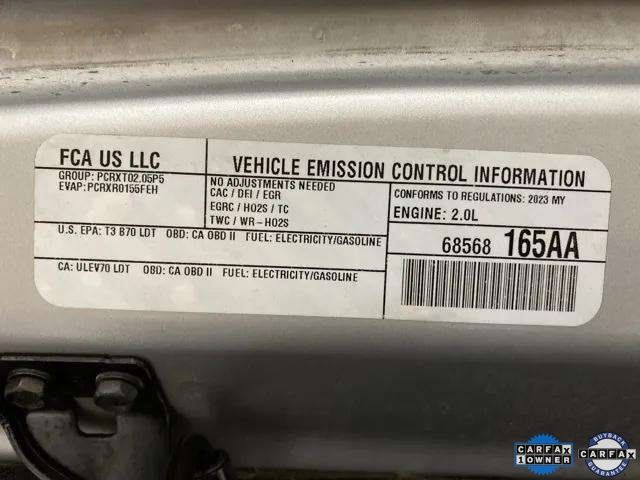 FCA US LLC
GROUP: PCRXT02.05P5
EVAP: PCRXR0155FEH
VEHICLE EMISSION CONTROL INFORMATION
NO ADJUSTMENTS NEEDED
CAC / DFI / EGR
EGRC / HO2S / TC
TWC / WR-HO2S
CONFORMS TO REGULATIONS: 2023 MY
ENGINE: 2.0L
U.S. EPA: T3 B70 LDT OBD: CA OBD II FUEL: ELECTRICITY/GASOLINE
68568 165AA
CA: ULEV70 LDT OBD: CA OBD II FUEL: ELECTRICITY/GASOLINE
CARFAX
1 OWNER
BUYBACK
CARFAX
GUARANTEE